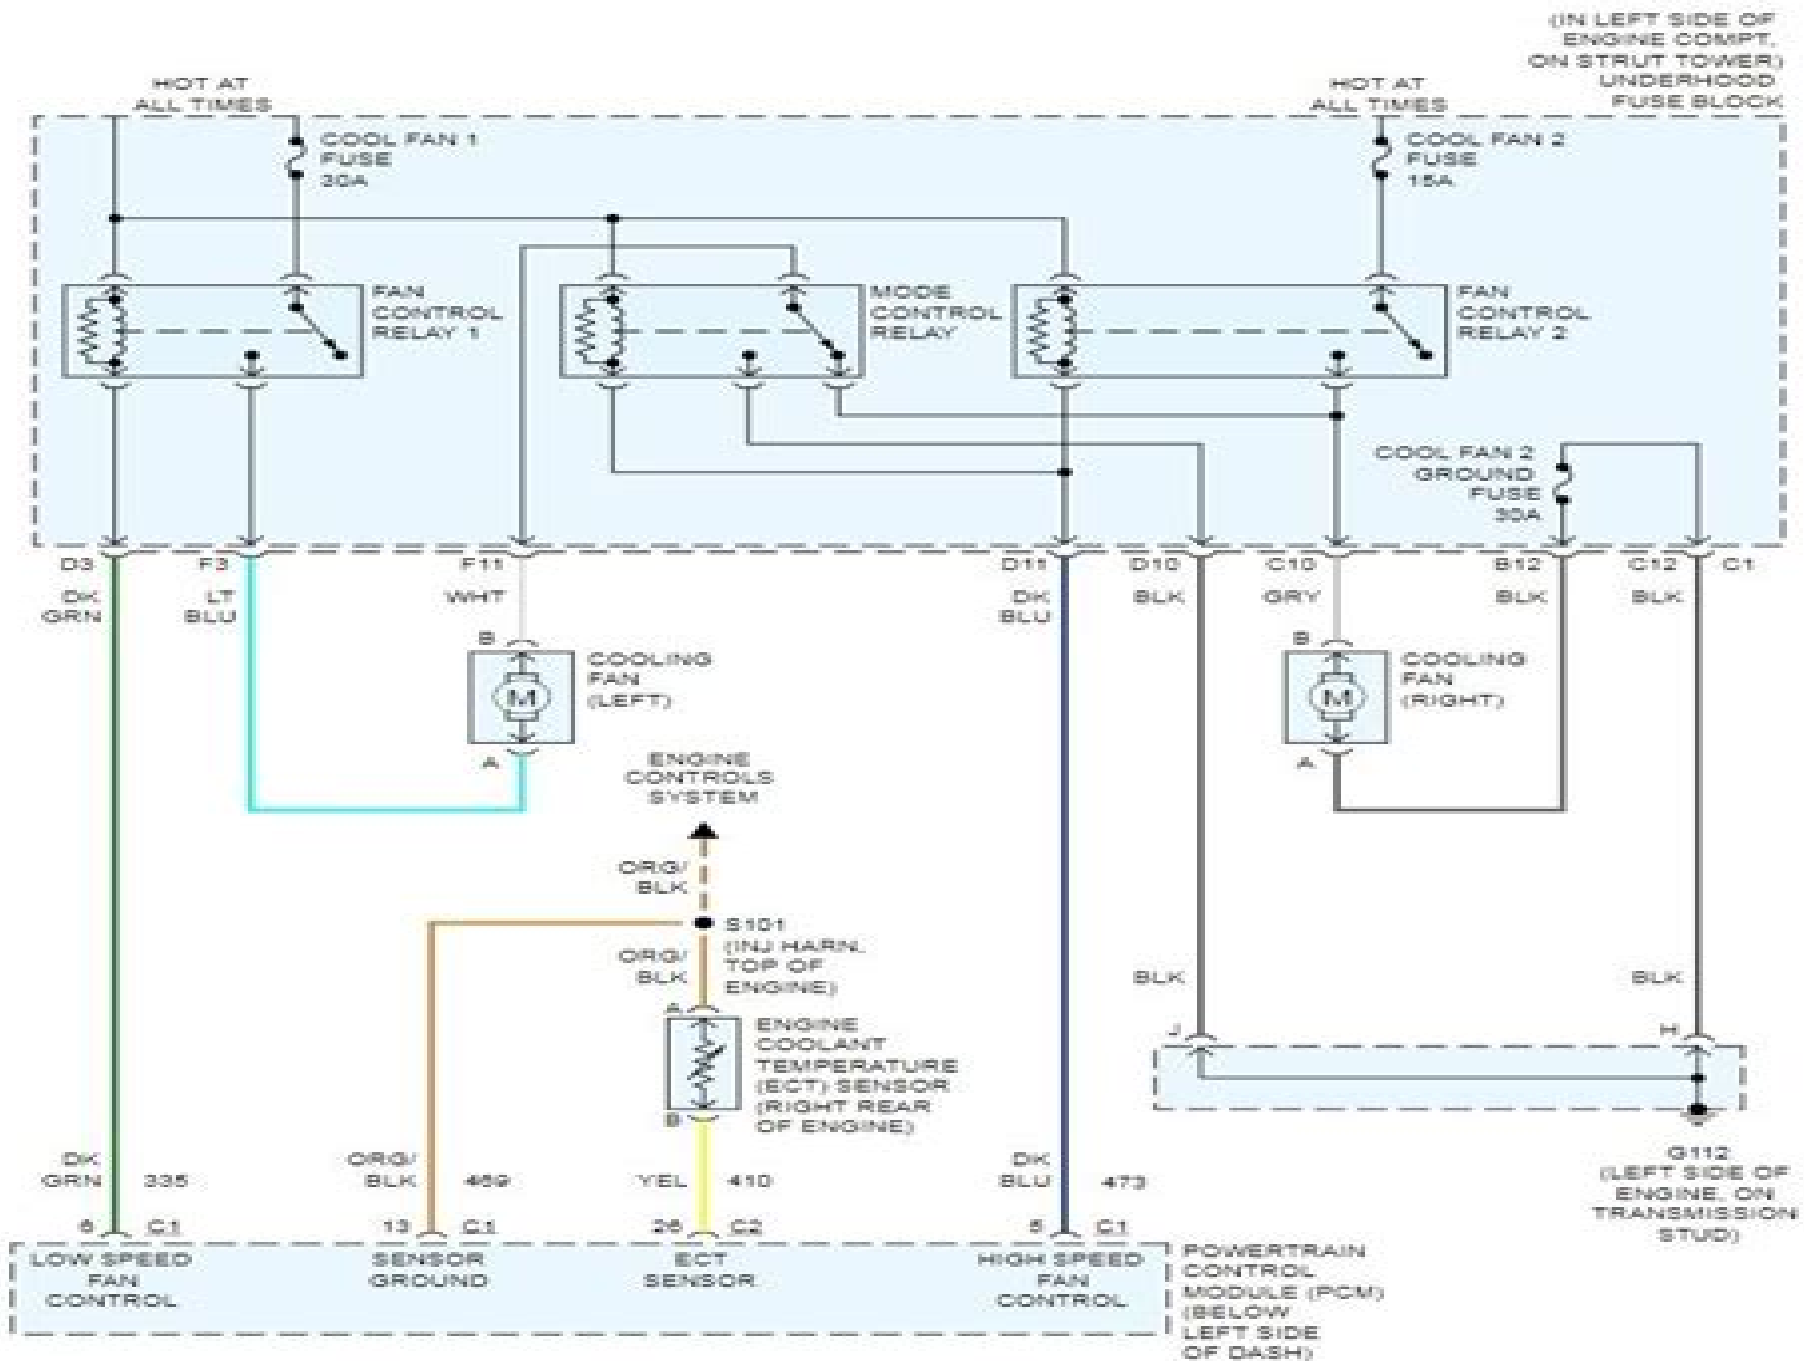 (IN LEFT SIDE OF
ENGINE COMPT,
ON STRUT TOWER)
UNDERHOOD
FUSE BLOCK
HOT AT
ALL TIMES
HOT AT
ALL TIMES
COOL FAN 1
FUSE
30A
COOL FAN 2
FUSE
15A
FAN
CONTROL
RELAY 1
MODE
CONTROL
RELAY
FAN
CONTROL
RELAY 2
COOL FAN 2
GROUND
FUSE
30A
D3 F3 F11 D11 D10 C10 B12 C12 C1
DK
GRN
LT
BLU
WHT
DK
BLU
BLK
GRY
BLK
BLK
B
M
A
COOLING
FAN
(LEFT)
B
M
A
COOLING
FAN
(RIGHT)
ENGINE
CONTROLS
SYSTEM
ORG/
BLK
S101
(INJ HARN,
TOP OF
ENGINE)
ORG/
BLK
A
ENGINE
COOLANT
TEMPERATURE
(ECT) SENSOR
(RIGHT REAR
OF ENGINE)
B
BLK
BLK
J
H
G112
(LEFT SIDE OF
ENGINE, ON
TRANSMISSION
STUD)
DK
GRN 335
ORG/
BLK 469
YEL 410
DK
BLU 473
6 C1
13 C1
26 C2
5 C1
LOW SPEED
FAN
CONTROL
SENSOR
GROUND
ECT
SENSOR
HIGH SPEED
FAN
CONTROL
POWERTRAIN
CONTROL
MODULE (PCM)
(BELOW
LEFT SIDE
OF DASH)